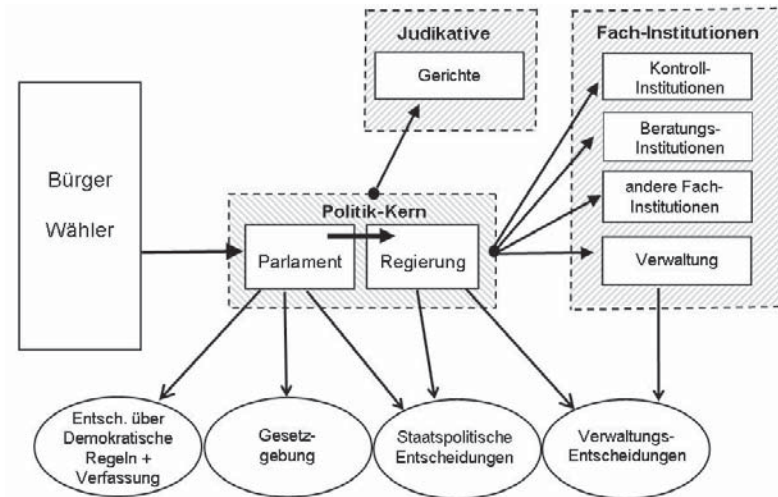 Judikative
Gerichte
Fach-Institutionen
Kontroll-
Institutionen
Beratungs-
Institutionen
andere Fach-
Institutionen
Verwaltung
Bürger
Wähler
Politik-Kern
Parlament
Regierung
Entsch. über
Demokratische
Regeln +
Verfassung
Gesetz-
gebung
Staatspolitische
Entscheidungen
Verwaltungs-
Entscheidungen